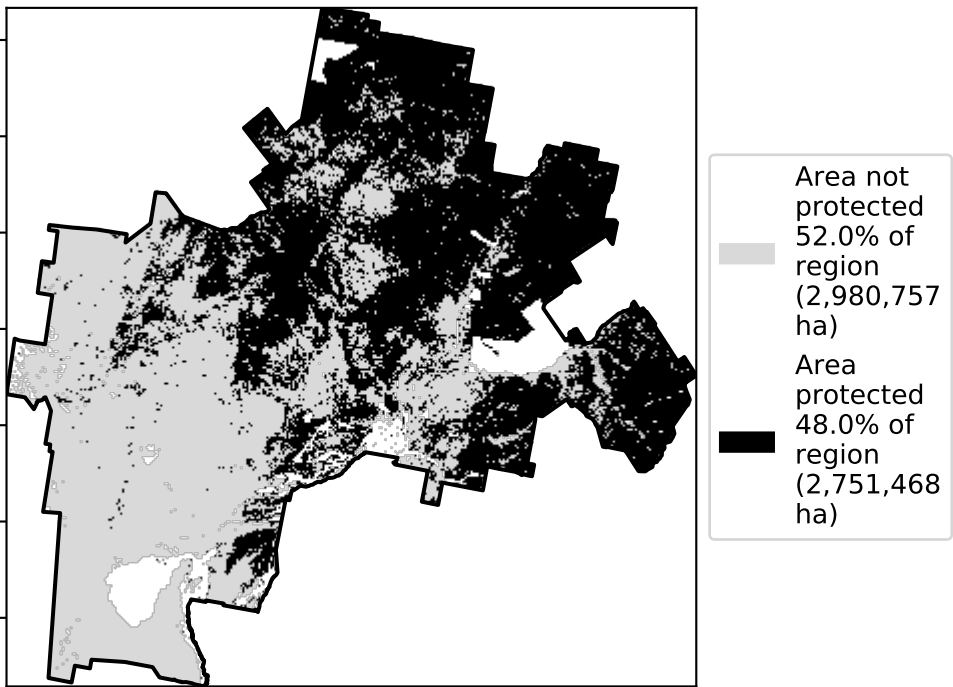 Area not
protected
52.0% of
region
(2,980,757
ha)
Area
protected
48.0% of
region
(2,751,468
ha)